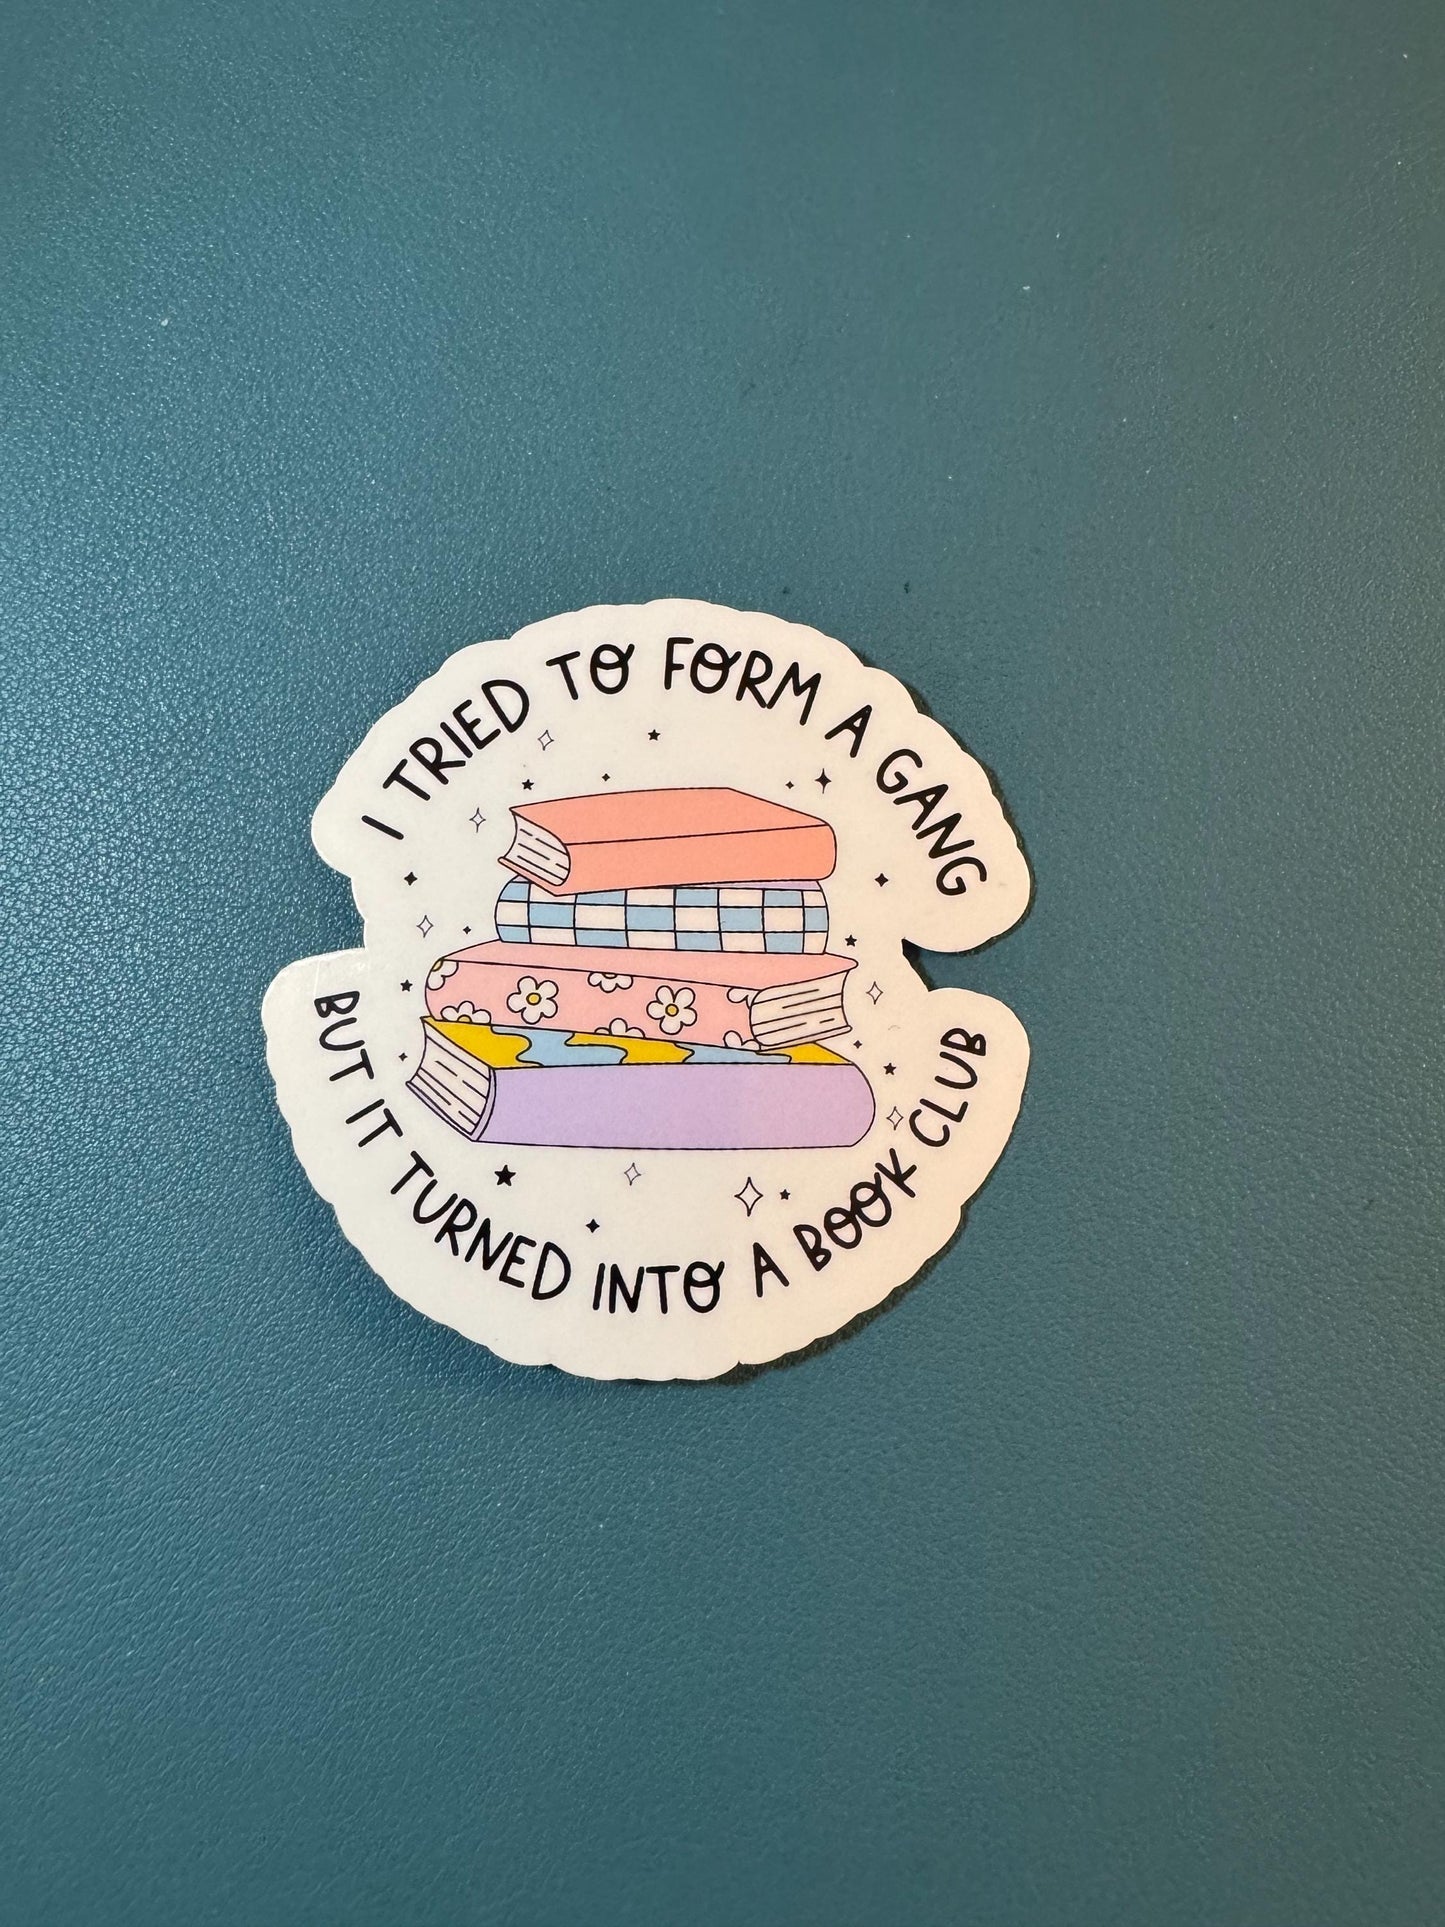 I TRIED TO FORM A GANG
BUT IT TURNED INTO A BOOK CLUB